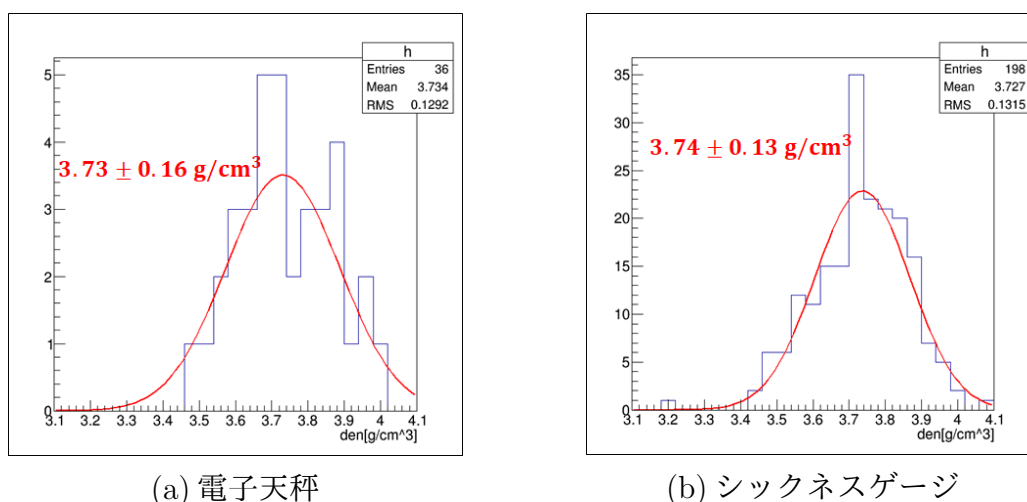 h
Entries 36
Mean 3.734
RMS 0.1292
5
4
3
2
1
0
3.73 ± 0.16 g/cm³
3.1 3.2 3.3 3.4 3.5 3.6 3.7 3.8 3.9 4 4.1
den[g/cm^3]
(a) 電子天秤
h
Entries 198
Mean 3.727
RMS 0.1315
35
30
25
20
15
10
5
0
3.74 ± 0.13 g/cm³
3.1 3.2 3.3 3.4 3.5 3.6 3.7 3.8 3.9 4 4.1
den[g/cm^3]
(b) シックネスゲージ